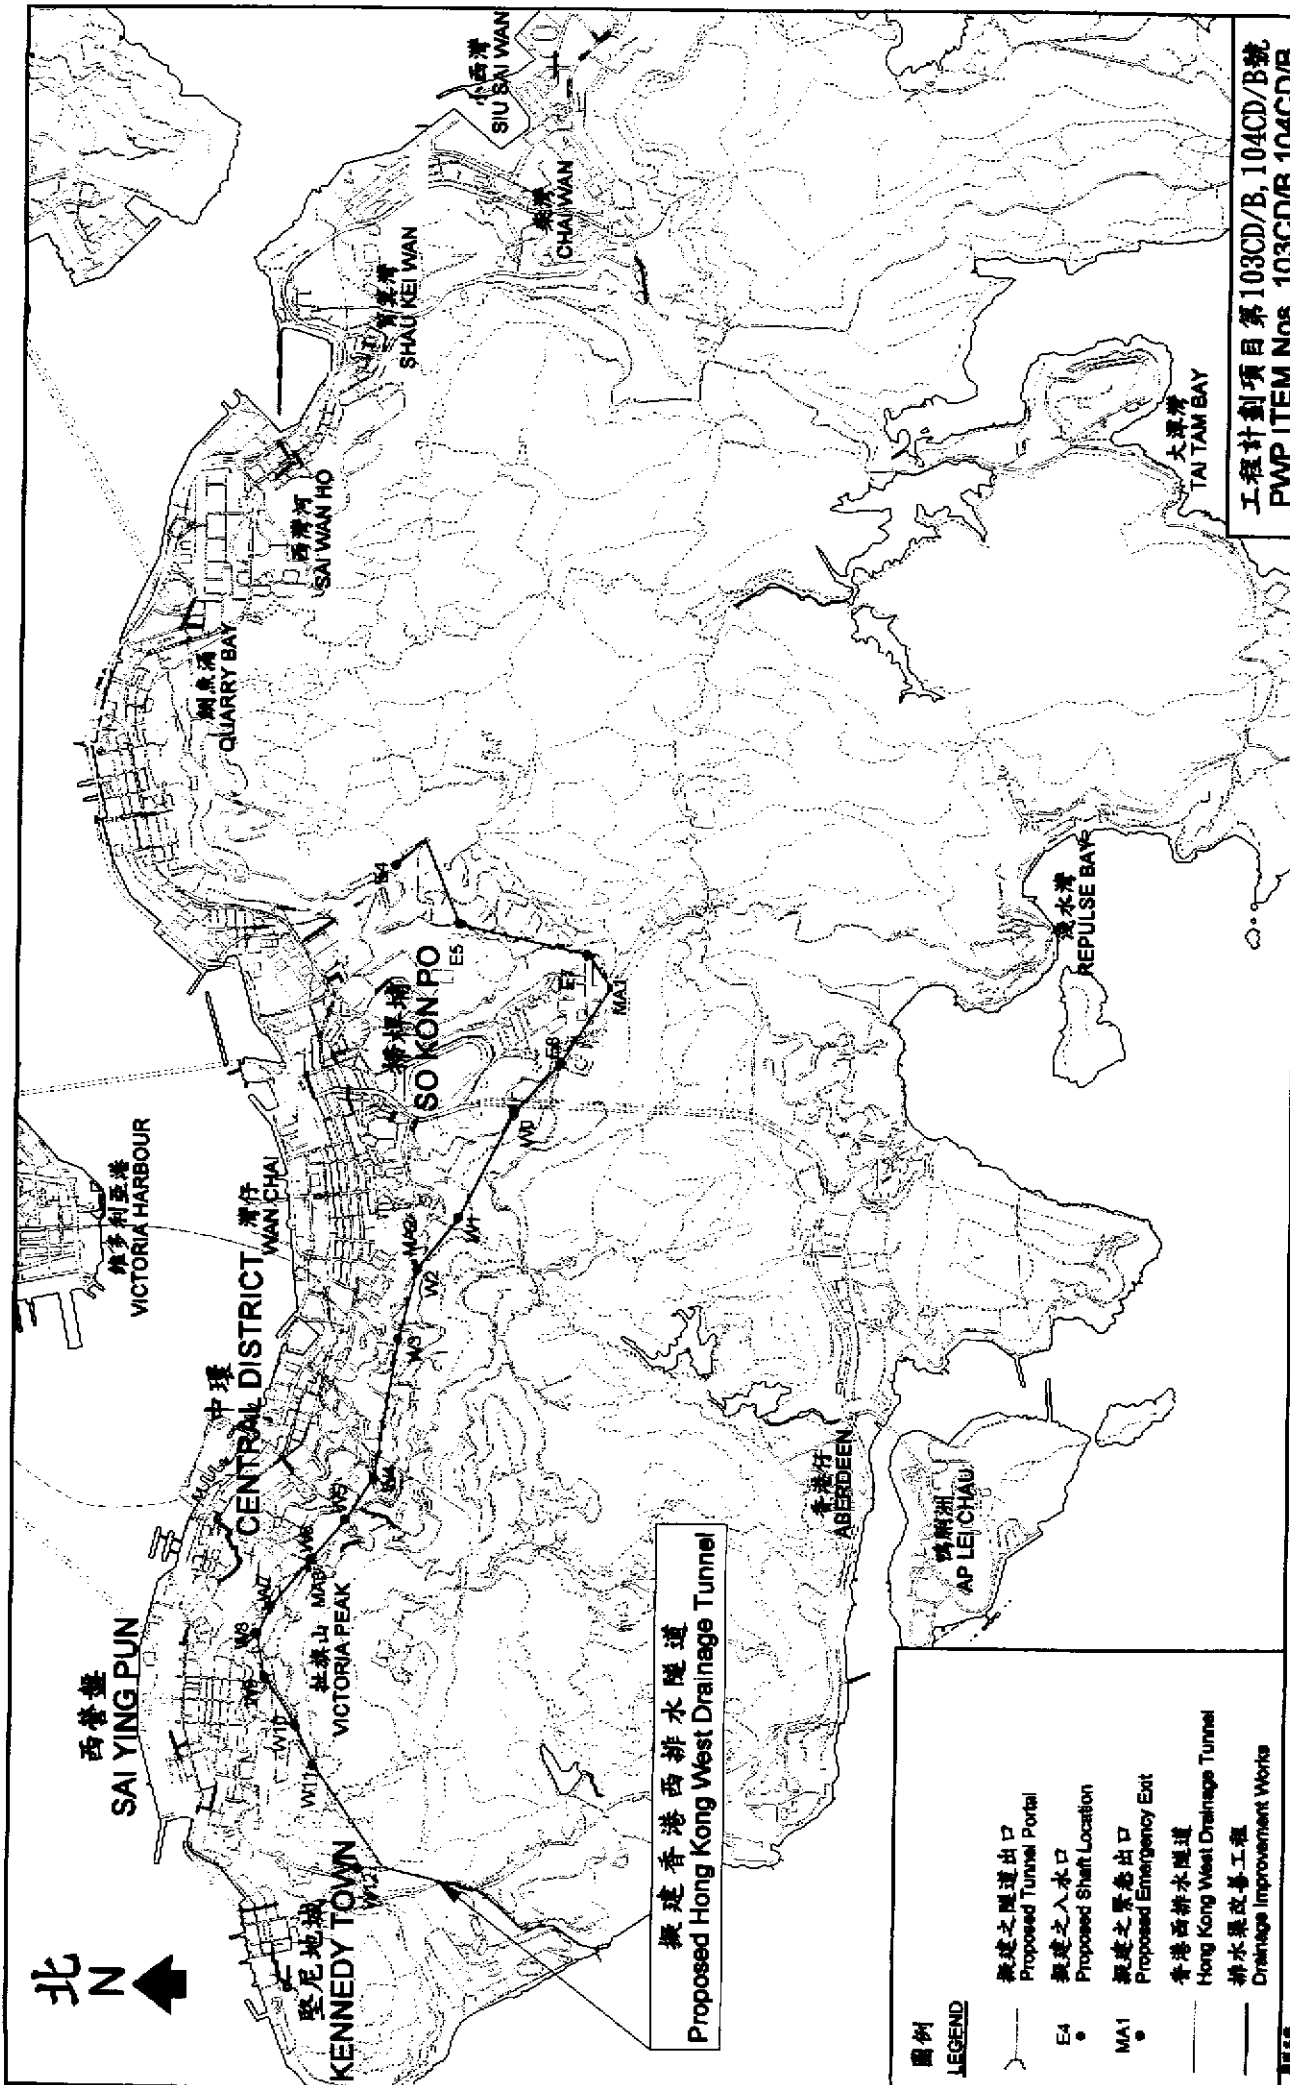 北
N
西營盤
SAI YING PUN
中環
CENTRAL DISTRICT
灣仔
WAN CHAI
維多利亞港
VICTORIA HARBOUR
鰂魚涌
QUARRY BAY
西灣河
SAI WAN HO
筲箕灣
SHAU KEI WAN
小西灣
SIU SAI WAN
柴灣
CHAI WAN
堅尼地城
KENNEDY TOWN
扯旗山
VICTORIA PEAK
掃桿埔
SO KON PO
W12
W11
W10
W9
W8
W7
MA3
W6
W5
W4
W3
W2
MA2
W1
W0
E8
MA1
E7
E5
E4
擬建香港西排水隧道
Proposed Hong Kong West Drainage Tunnel
香港仔
ABERDEEN
鴨脷洲
AP LEI CHAU
淺水灣
REPULSE BAY
大潭灣
TAI TAM BAY
圖例
LEGEND
擬建之隧道出口
Proposed Tunnel Portal
E4
擬建之入水口
Proposed Shaft Location
MA1
擬建之緊急出口
Proposed Emergency Exit
香港西排水隧道
Hong Kong West Drainage Tunnel
排水渠改善工程
Drainage Improvement Works
工程計劃項目第103CD/B, 104CD/B號
PWP ITEM Nos. 103CD/B, 104CD/B